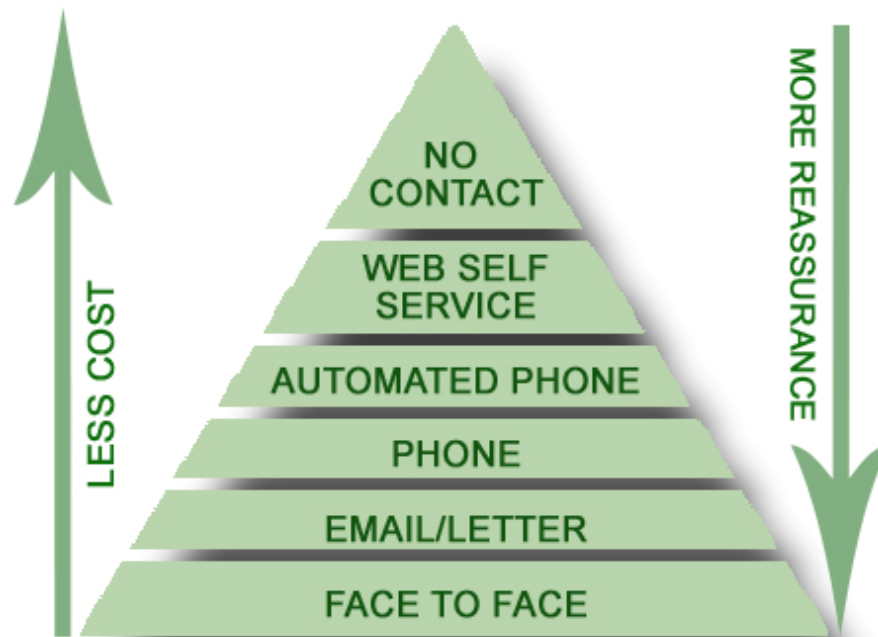 NO
CONTACT
WEB SELF
SERVICE
AUTOMATED PHONE
PHONE
EMAIL/LETTER
FACE TO FACE
LESS COST
MORE REASSURANCE